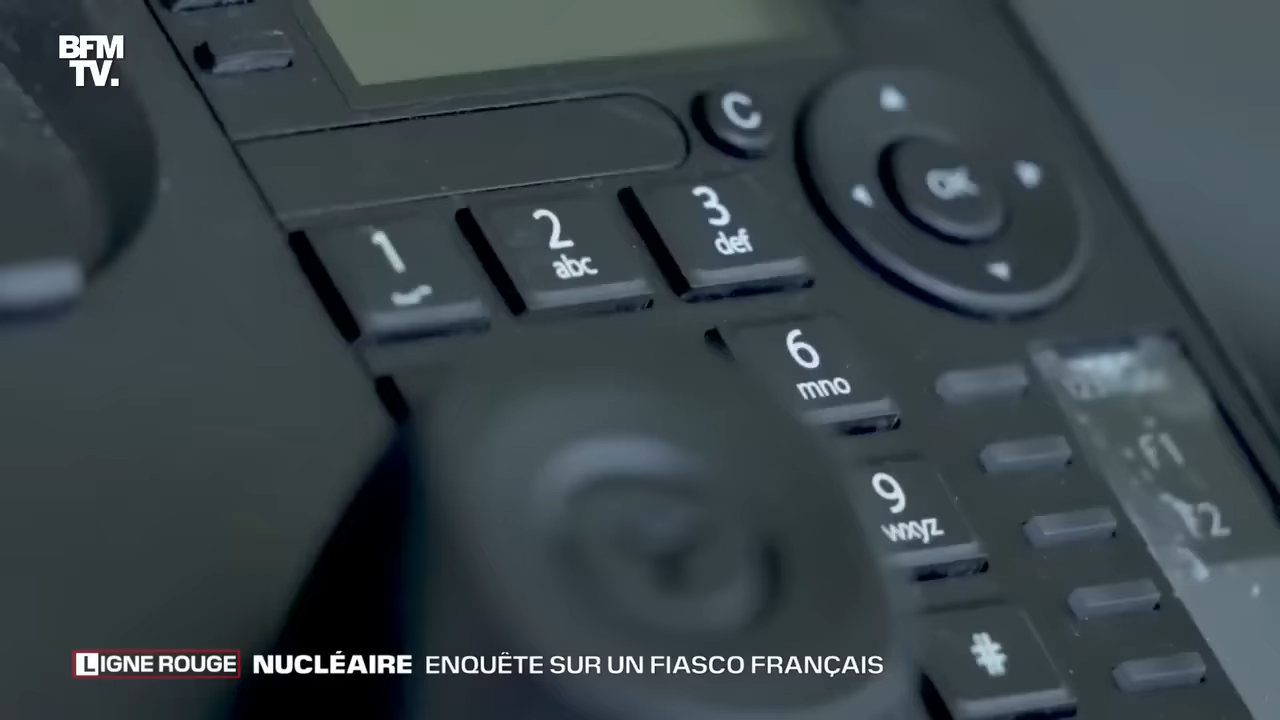 BFM
TV.
C
OK
1
2
abc
3
def
6
mno
9
wxyz
F1
F2
#
LIGNE ROUGE NUCLÉAIRE ENQUÊTE SUR UN FIASCO FRANÇAIS